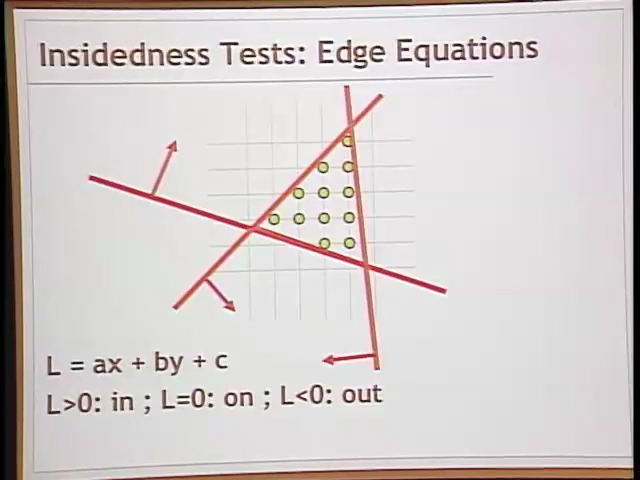 Insidedness Tests: Edge Equations
L = ax + by + c
L>0: in ; L=0: on ; L<0: out